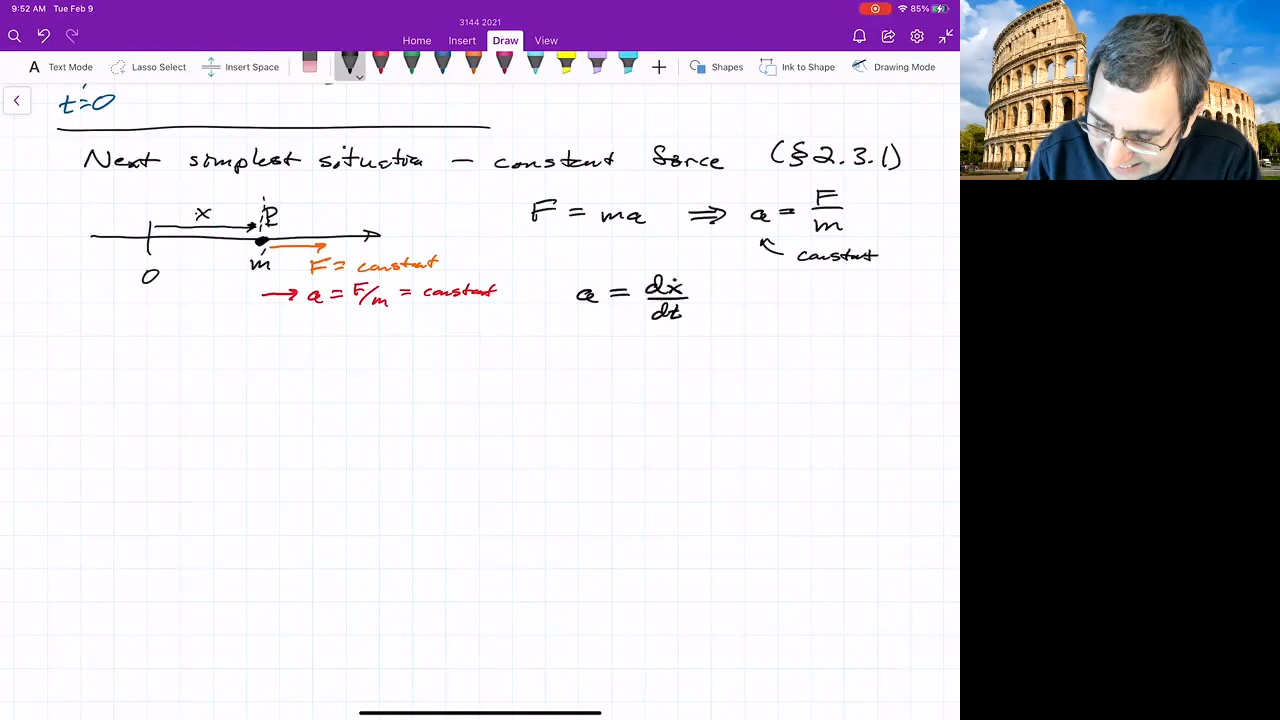 9:52 AM Tue Feb 9
85%
3144 2021
Home Insert Draw View
A Text Mode Lasso Select Insert Space Shapes Ink to Shape Drawing Mode
t=0
Next simplest situation – constant force (§2.3.1)
x P
F = ma ⟹ a = F/m
constant
O m F = constant
→ a = F/m = constant
a = dẋ/dt